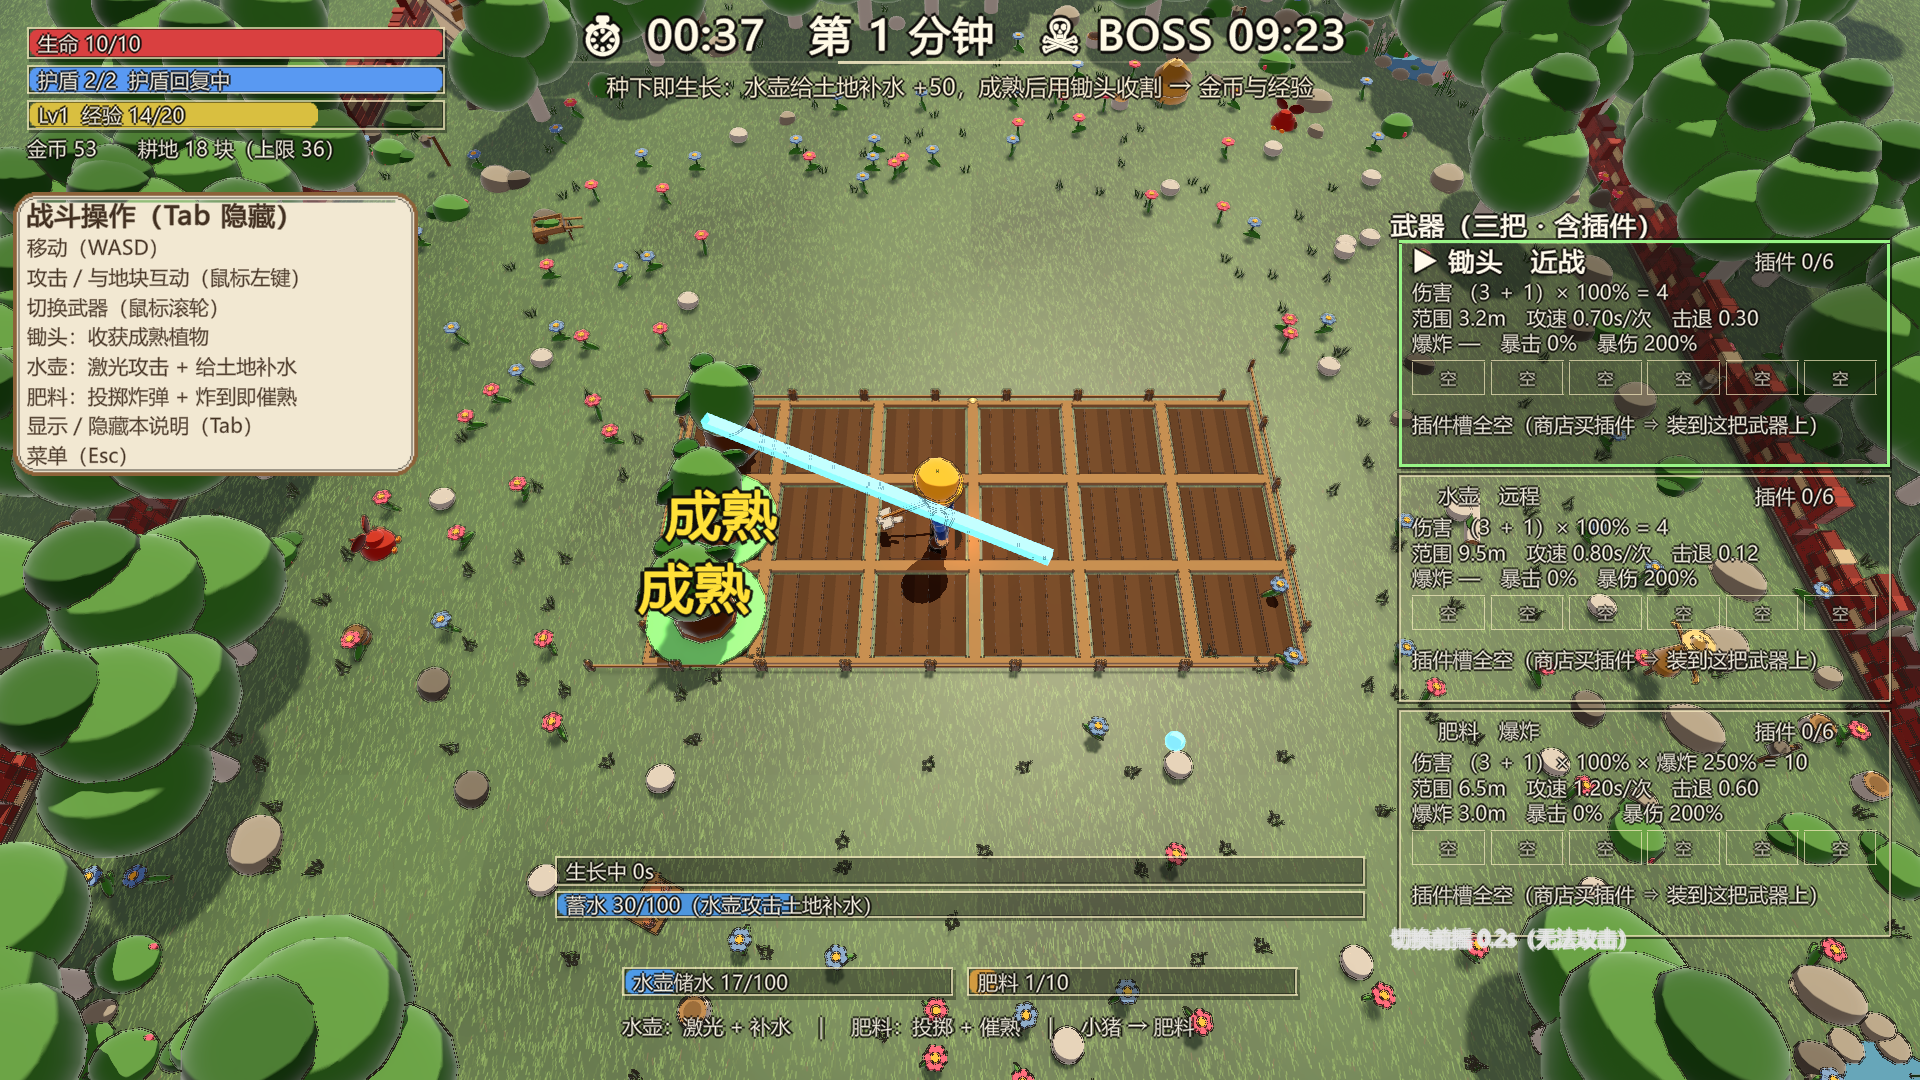 生命 10/10
护盾 2/2 护盾回复中
Lv1 经验 14/20
金币 53 耕地 18 块（上限 36）
00:37 第 1 分钟 BOSS 09:23
种下即生长：水壶给土地补水 +50，成熟后用锄头收割 → 金币与经验
战斗操作（Tab 隐藏）
移动（WASD）
攻击 / 与地块互动（鼠标左键）
切换武器（鼠标滚轮）
锄头：收获成熟植物
水壶：激光攻击 + 给土地补水
肥料：投掷炸弹 + 炸到即催熟
显示 / 隐藏本说明（Tab）
菜单（Esc）
成熟
成熟
武器（三把 · 含插件）
▶ 锄头 近战 插件 0/6
伤害 （3 + 1）× 100% = 4
范围 3.2m 攻速 0.70s/次 击退 0.30
爆炸 — 暴击 0% 暴伤 200%
空 空 空 空 空 空
插件槽全空（商店买插件 ⇒ 装到这把武器上）
水壶 远程 插件 0/6
伤害 （3 + 1）× 100% = 4
范围 9.5m 攻速 0.80s/次 击退 0.12
爆炸 — 暴击 0% 暴伤 200%
空 空 空 空 空 空
插件槽全空（商店买插件 ⇒ 装到这把武器上）
肥料 爆炸 插件 0/6
伤害 （3 + 1）× 100% × 爆炸 250% = 10
范围 6.5m 攻速 1.20s/次 击退 0.60
爆炸 3.0m 暴击 0% 暴伤 200%
空 空 空 空 空 空
插件槽全空（商店买插件 ⇒ 装到这把武器上）
切换前摇 0.2s（无法攻击）
生长中 0s
蓄水 30/100（水壶攻击土地补水）
水壶储水 17/100 肥料 1/10
水壶：激光 + 补水 | 肥料：投掷 + 催熟 | 小猪 → 肥料